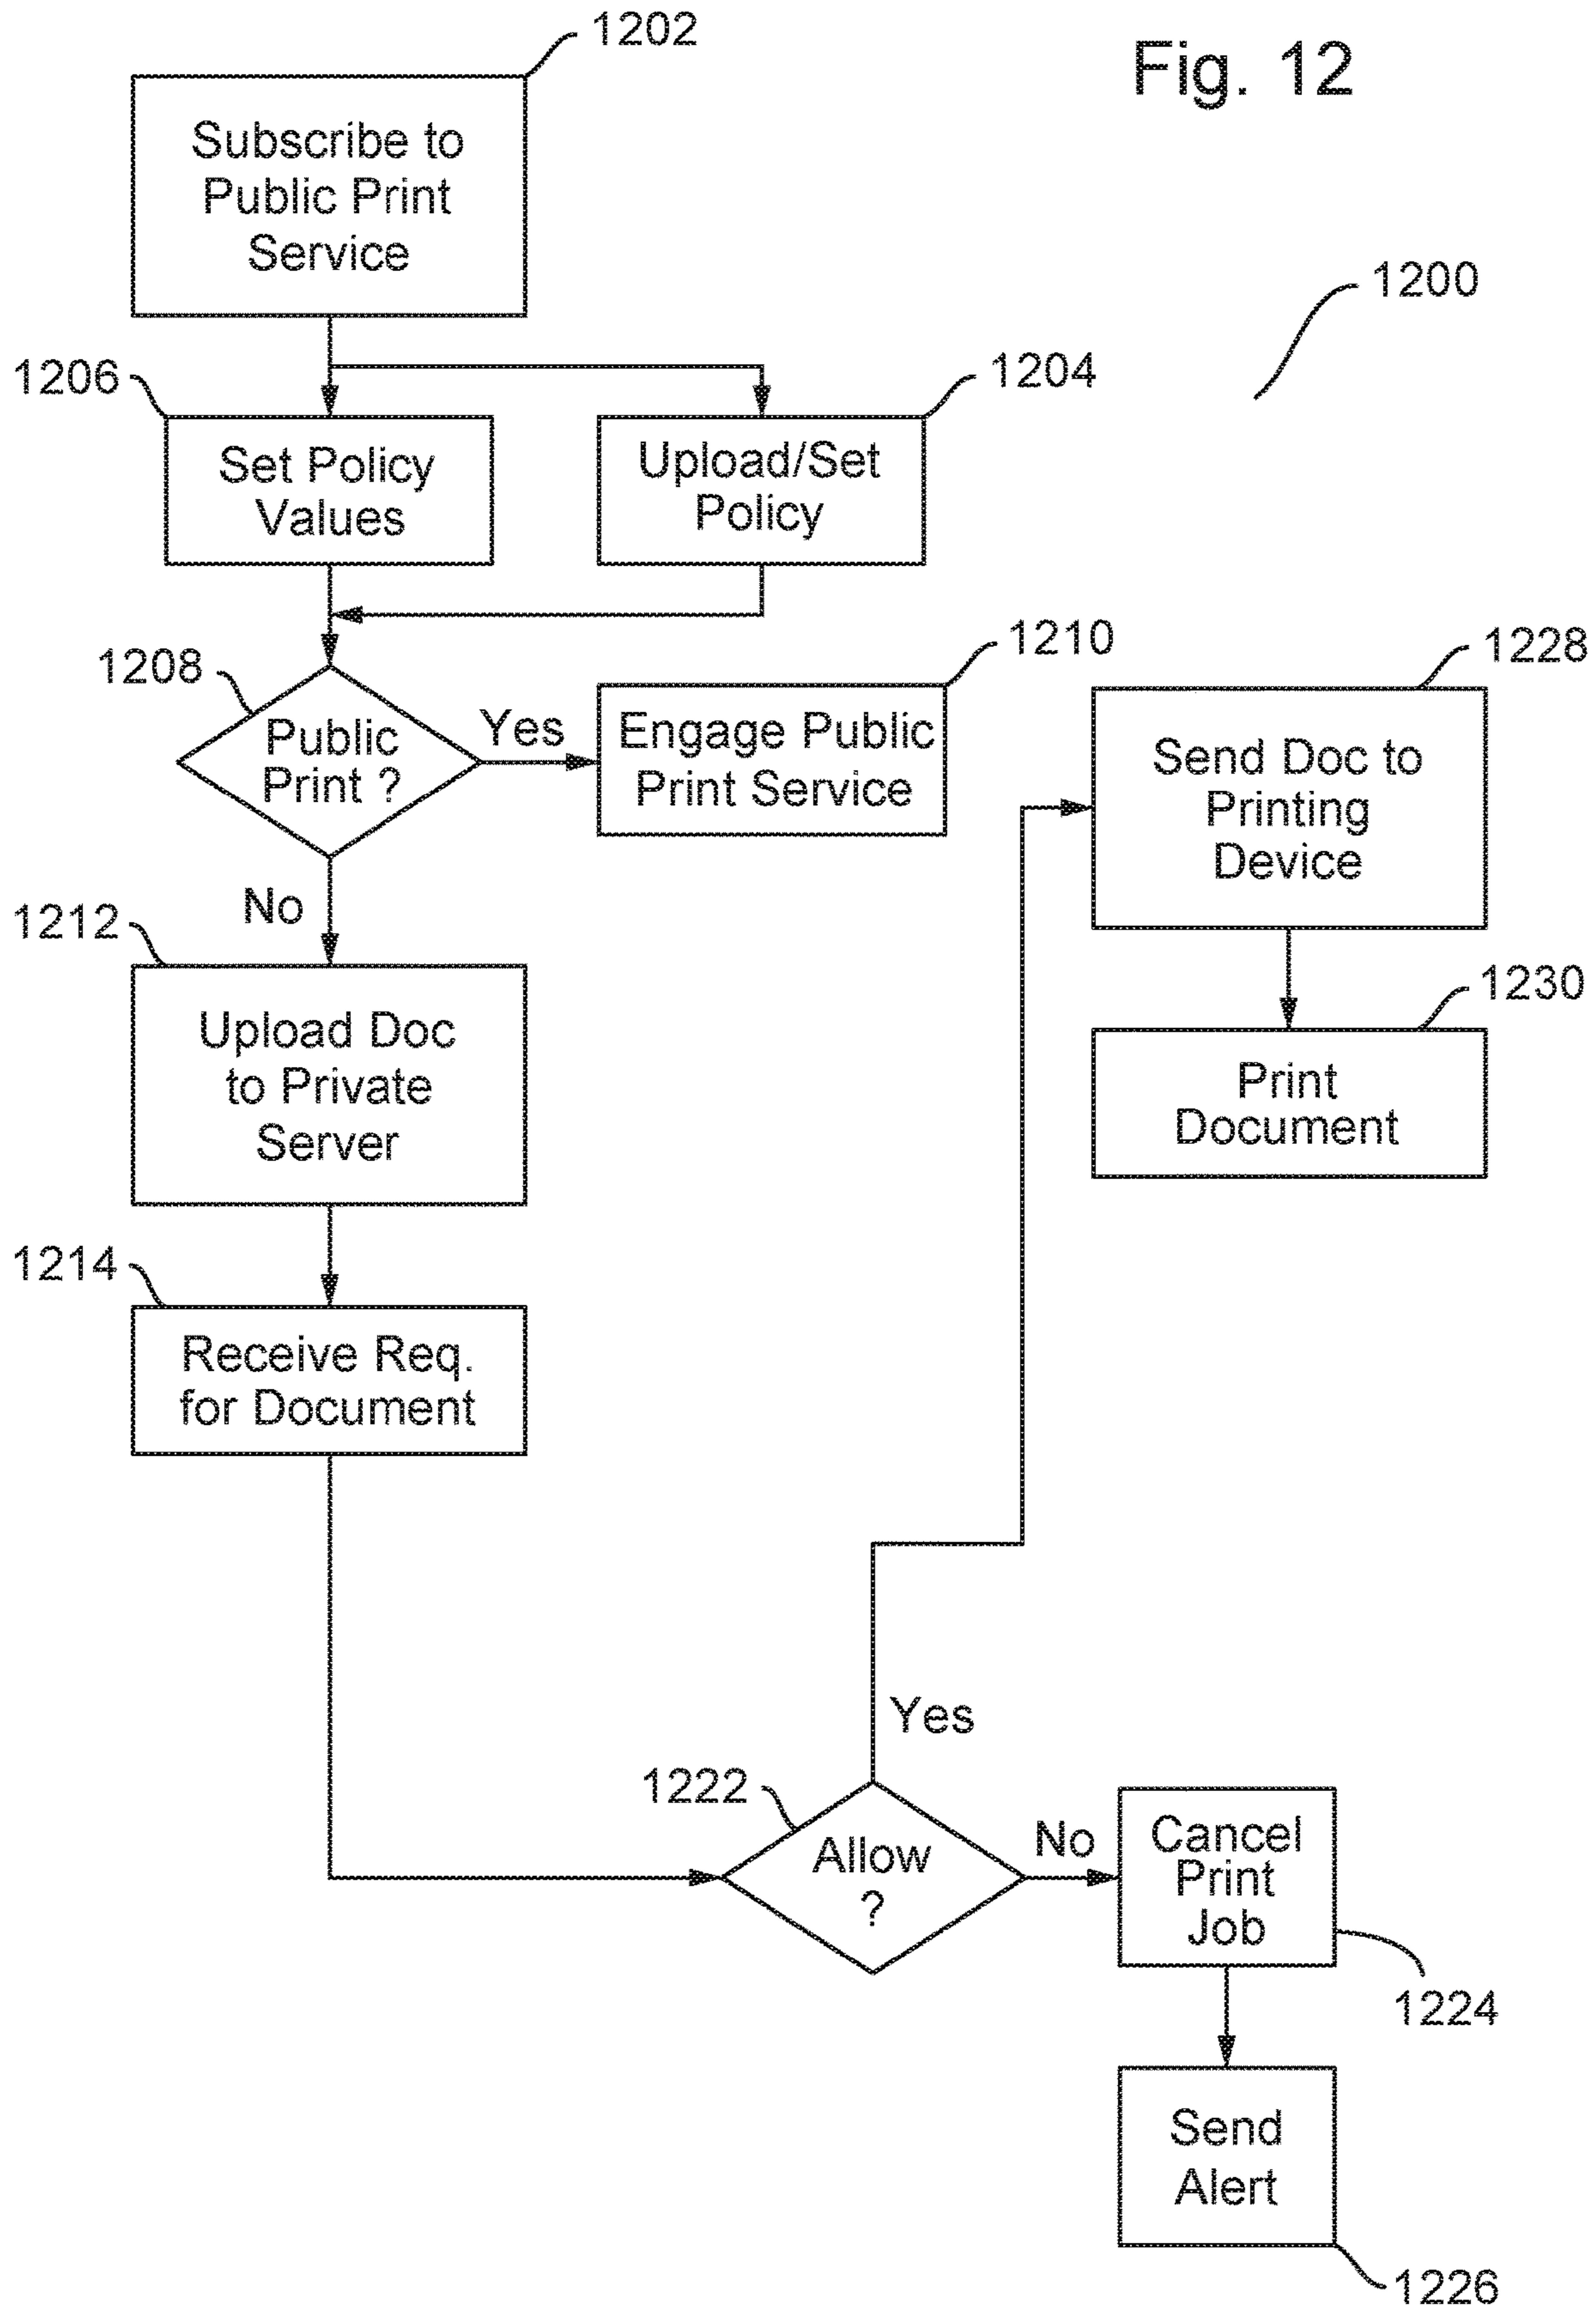 Fig. 12
1202
Subscribe to
Public Print
Service
1200
1206
Set Policy
Values
1204
Upload/Set
Policy
1208
Public
Print ?
Yes
1210
Engage Public
Print Service
No
1212
Upload Doc
to Private
Server
1214
Receive Req.
for Document
1222
Allow
?
Yes
1228
Send Doc to
Printing
Device
1230
Print
Document
No
Cancel
Print
Job
1224
Send
Alert
1226